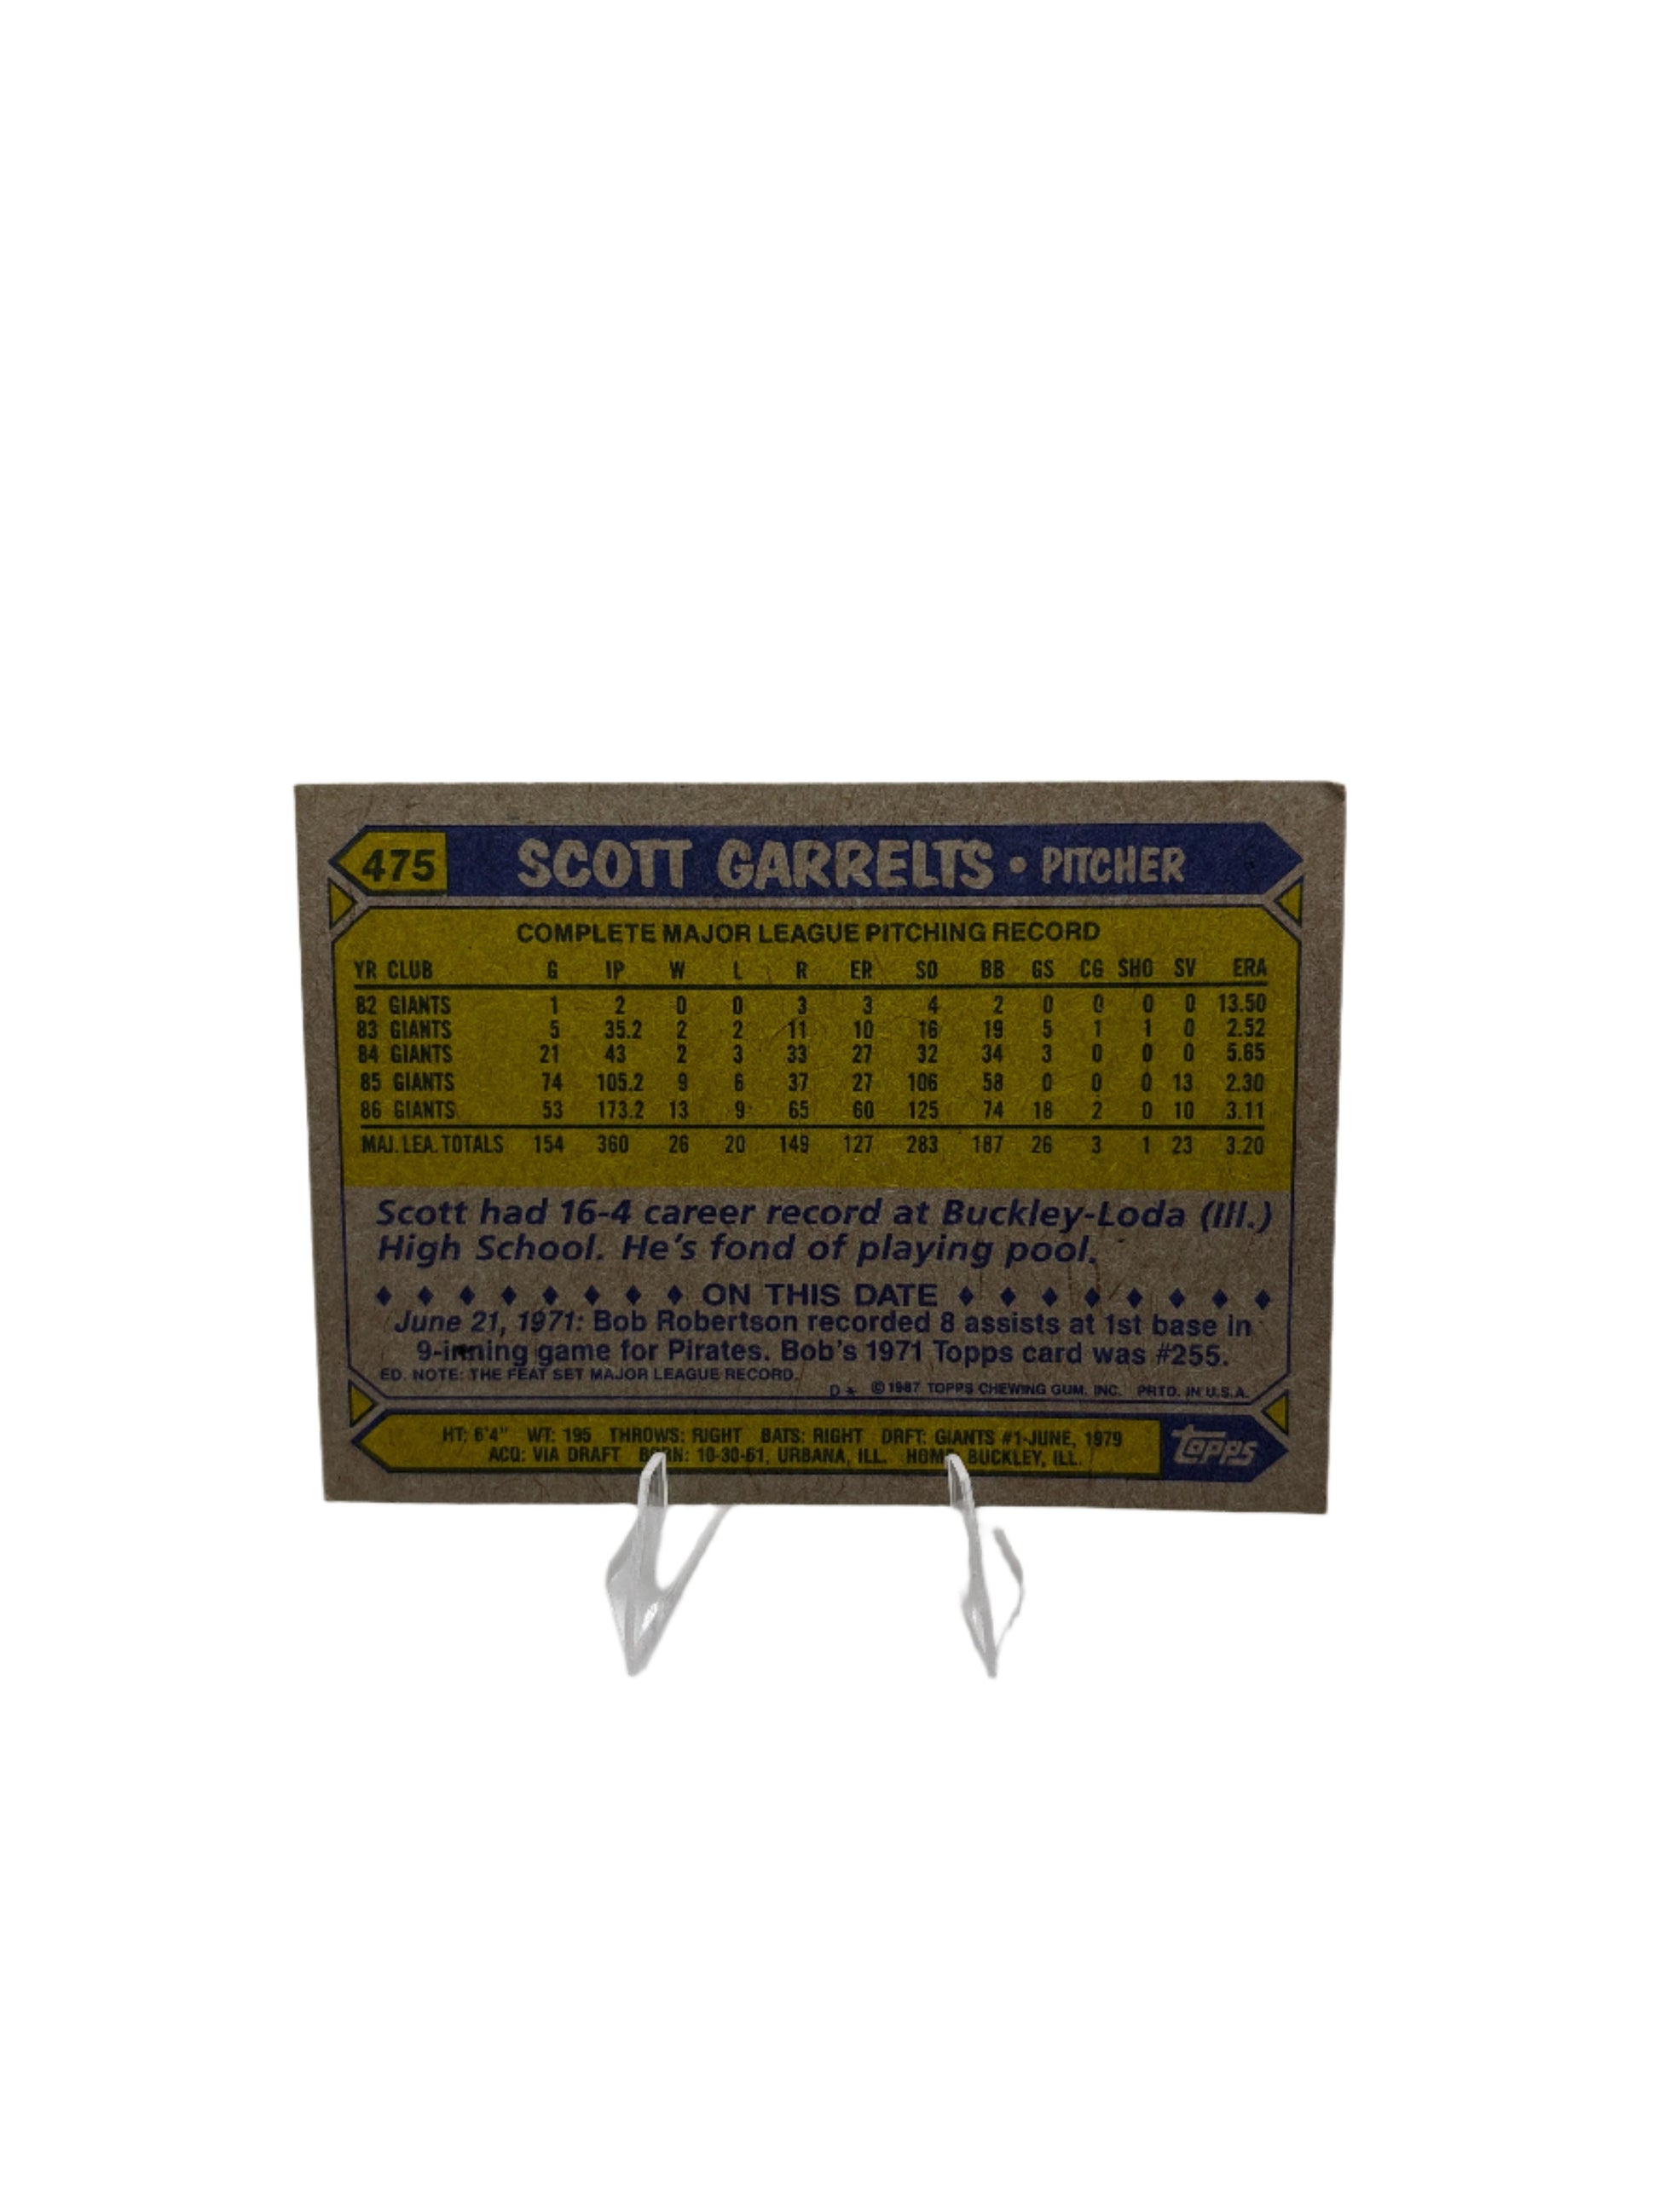 475 SCOTT GARRELTS • PITCHER
COMPLETE MAJOR LEAGUE PITCHING RECORD
YR CLUB G IP W L R ER SO BB GS CG SHO SV ERA
82 GIANTS 1 2 0 0 3 3 4 2 0 0 0 0 13.50
83 GIANTS 5 35.2 2 2 11 10 16 19 5 1 1 0 2.52
84 GIANTS 21 43 2 3 33 27 32 34 3 0 0 0 5.65
85 GIANTS 74 105.2 9 6 37 27 106 58 0 0 0 13 2.30
86 GIANTS 53 173.2 13 9 65 60 125 74 18 2 0 10 3.11
MAJ. LEA. TOTALS 154 360 26 20 149 127 283 187 26 3 1 23 3.20
Scott had 16-4 career record at Buckley-Loda (Ill.)
High School. He's fond of playing pool.
♦ ♦ ♦ ♦ ♦ ♦ ♦ ♦ ON THIS DATE ♦ ♦ ♦ ♦ ♦ ♦ ♦ ♦
June 21, 1971: Bob Robertson recorded 8 assists at 1st base in
9-inning game for Pirates. Bob's 1971 Topps card was #255.
ED. NOTE: THE FEAT SET MAJOR LEAGUE RECORD.
D* © 1987 TOPPS CHEWING GUM, INC. PRTD. IN U.S.A.
HT: 6'4" WT: 195 THROWS: RIGHT BATS: RIGHT DRFT: GIANTS #1-JUNE, 1979
ACQ: VIA DRAFT BORN: 10-30-61, URBANA, ILL. HOME: BUCKLEY, ILL.
topps